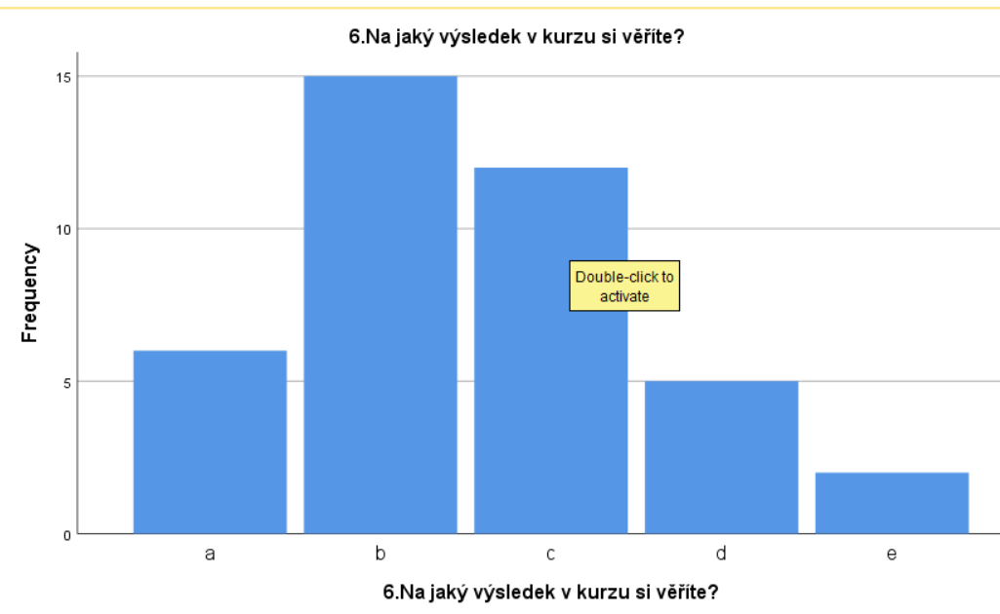 6.Na jaký výsledek v kurzu si věříte?
15
10
5
0
Frequency
Double-click to
activate
a b c d e
6.Na jaký výsledek v kurzu si věříte?